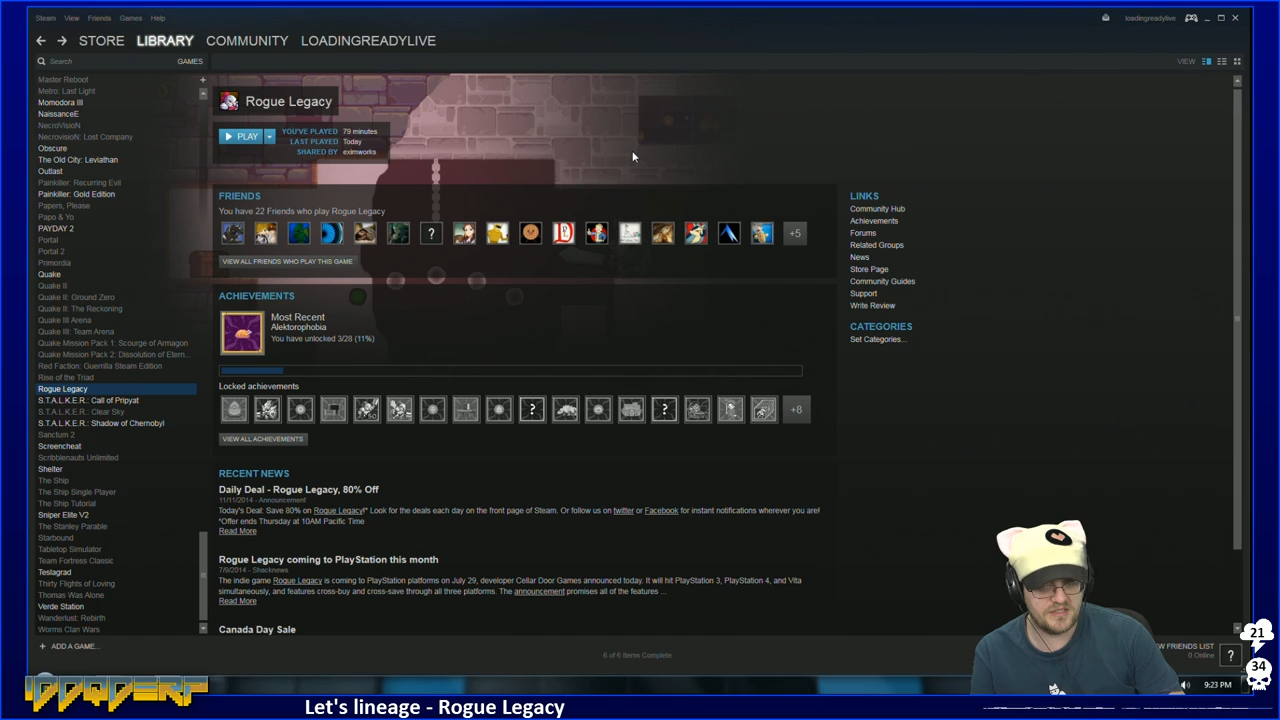 Steam View Friends Games Help
loadingreadylive
STORE LIBRARY COMMUNITY LOADINGREADYLIVE
Search GAMES
VIEW
Master Reboot
Metro: Last Light
Momodora III
NaissanceE
NecroVisioN
NecrovisioN: Lost Company
Obscure
The Old City: Leviathan
Outlast
Painkiller: Recurring Evil
Painkiller: Gold Edition
Papers, Please
Papo & Yo
PAYDAY 2
Portal
Portal 2
Primordia
Quake
Quake II
Quake II: Ground Zero
Quake II: The Reckoning
Quake III Arena
Quake III: Team Arena
Quake Mission Pack 1: Scourge of Armagon
Quake Mission Pack 2: Dissolution of Etern...
Red Faction: Guerrilla Steam Edition
Rise of the Triad
Rogue Legacy
S.T.A.L.K.E.R.: Call of Pripyat
S.T.A.L.K.E.R.: Clear Sky
S.T.A.L.K.E.R.: Shadow of Chernobyl
Sanctum 2
Screencheat
Scribblenauts Unlimited
Shelter
The Ship
The Ship Single Player
The Ship Tutorial
Sniper Elite V2
The Stanley Parable
Starbound
Tabletop Simulator
Team Fortress Classic
Teslagrad
Thirty Flights of Loving
Thomas Was Alone
Verde Station
Wanderlust: Rebirth
Worms Clan Wars
+ ADD A GAME...
Rogue Legacy
PLAY
YOU'VE PLAYED 79 minutes
LAST PLAYED Today
SHARED BY eximworks
FRIENDS
You have 22 Friends who play Rogue Legacy
?
+5
VIEW ALL FRIENDS WHO PLAY THIS GAME
ACHIEVEMENTS
Most Recent
Alektorophobia
You have unlocked 3/28 (11%)
Locked achievements
? ?
+8
VIEW ALL ACHIEVEMENTS
RECENT NEWS
Daily Deal - Rogue Legacy, 80% Off
11/11/2014 - Announcement
Today's Deal: Save 80% on Rogue Legacy!* Look for the deals each day on the front page of Steam. Or follow us on twitter or Facebook for instant notifications wherever you are!
*Offer ends Thursday at 10AM Pacific Time
Read More
Rogue Legacy coming to PlayStation this month
7/9/2014 - Shacknews
The indie game Rogue Legacy is coming to PlayStation platforms on July 29, developer Cellar Door Games announced today. It will hit PlayStation 3, PlayStation 4, and Vita
simultaneously, and features cross-buy and cross-save through all three platforms. The announcement promises all of the features ...
Read More
Canada Day Sale
LINKS
Community Hub
Achievements
Forums
Related Groups
News
Store Page
Community Guides
Support
Write Review
CATEGORIES
Set Categories...
6 of 6 Items Complete
W FRIENDS LIST
0 Online
?
21
34
9:23 PM
IDDQDERP
Let's lineage - Rogue Legacy